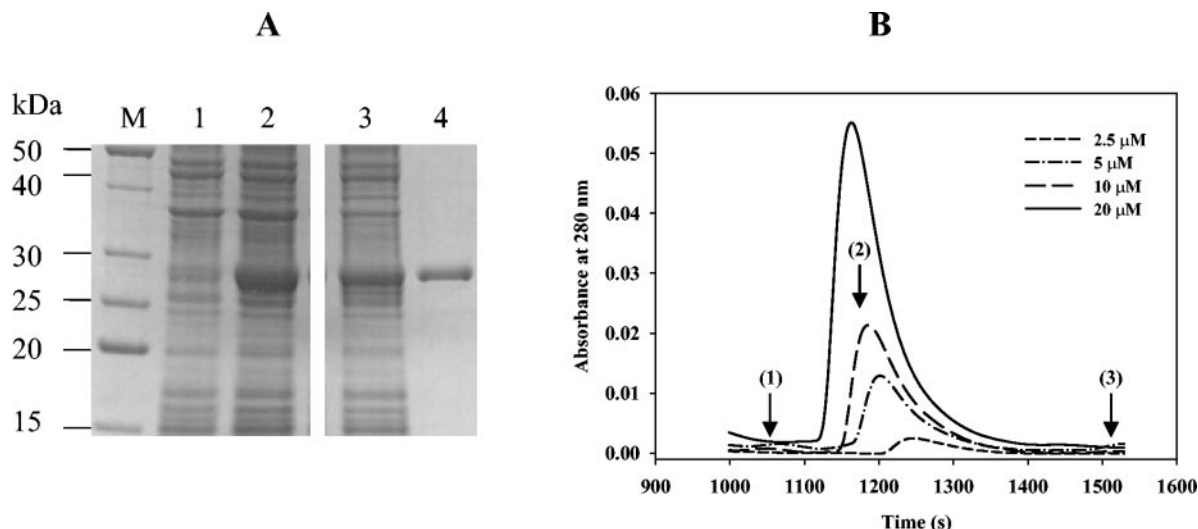 A
kDa
M 1 2 3 4
50
40
30
25
20
15
B
0.06
0.05
0.04
0.03
0.02
0.01
0.00
Absorbance at 280 nm
2.5 μM
5 μM
10 μM
20 μM
(1)
(2)
(3)
900 1000 1100 1200 1300 1400 1500 1600
Time (s)